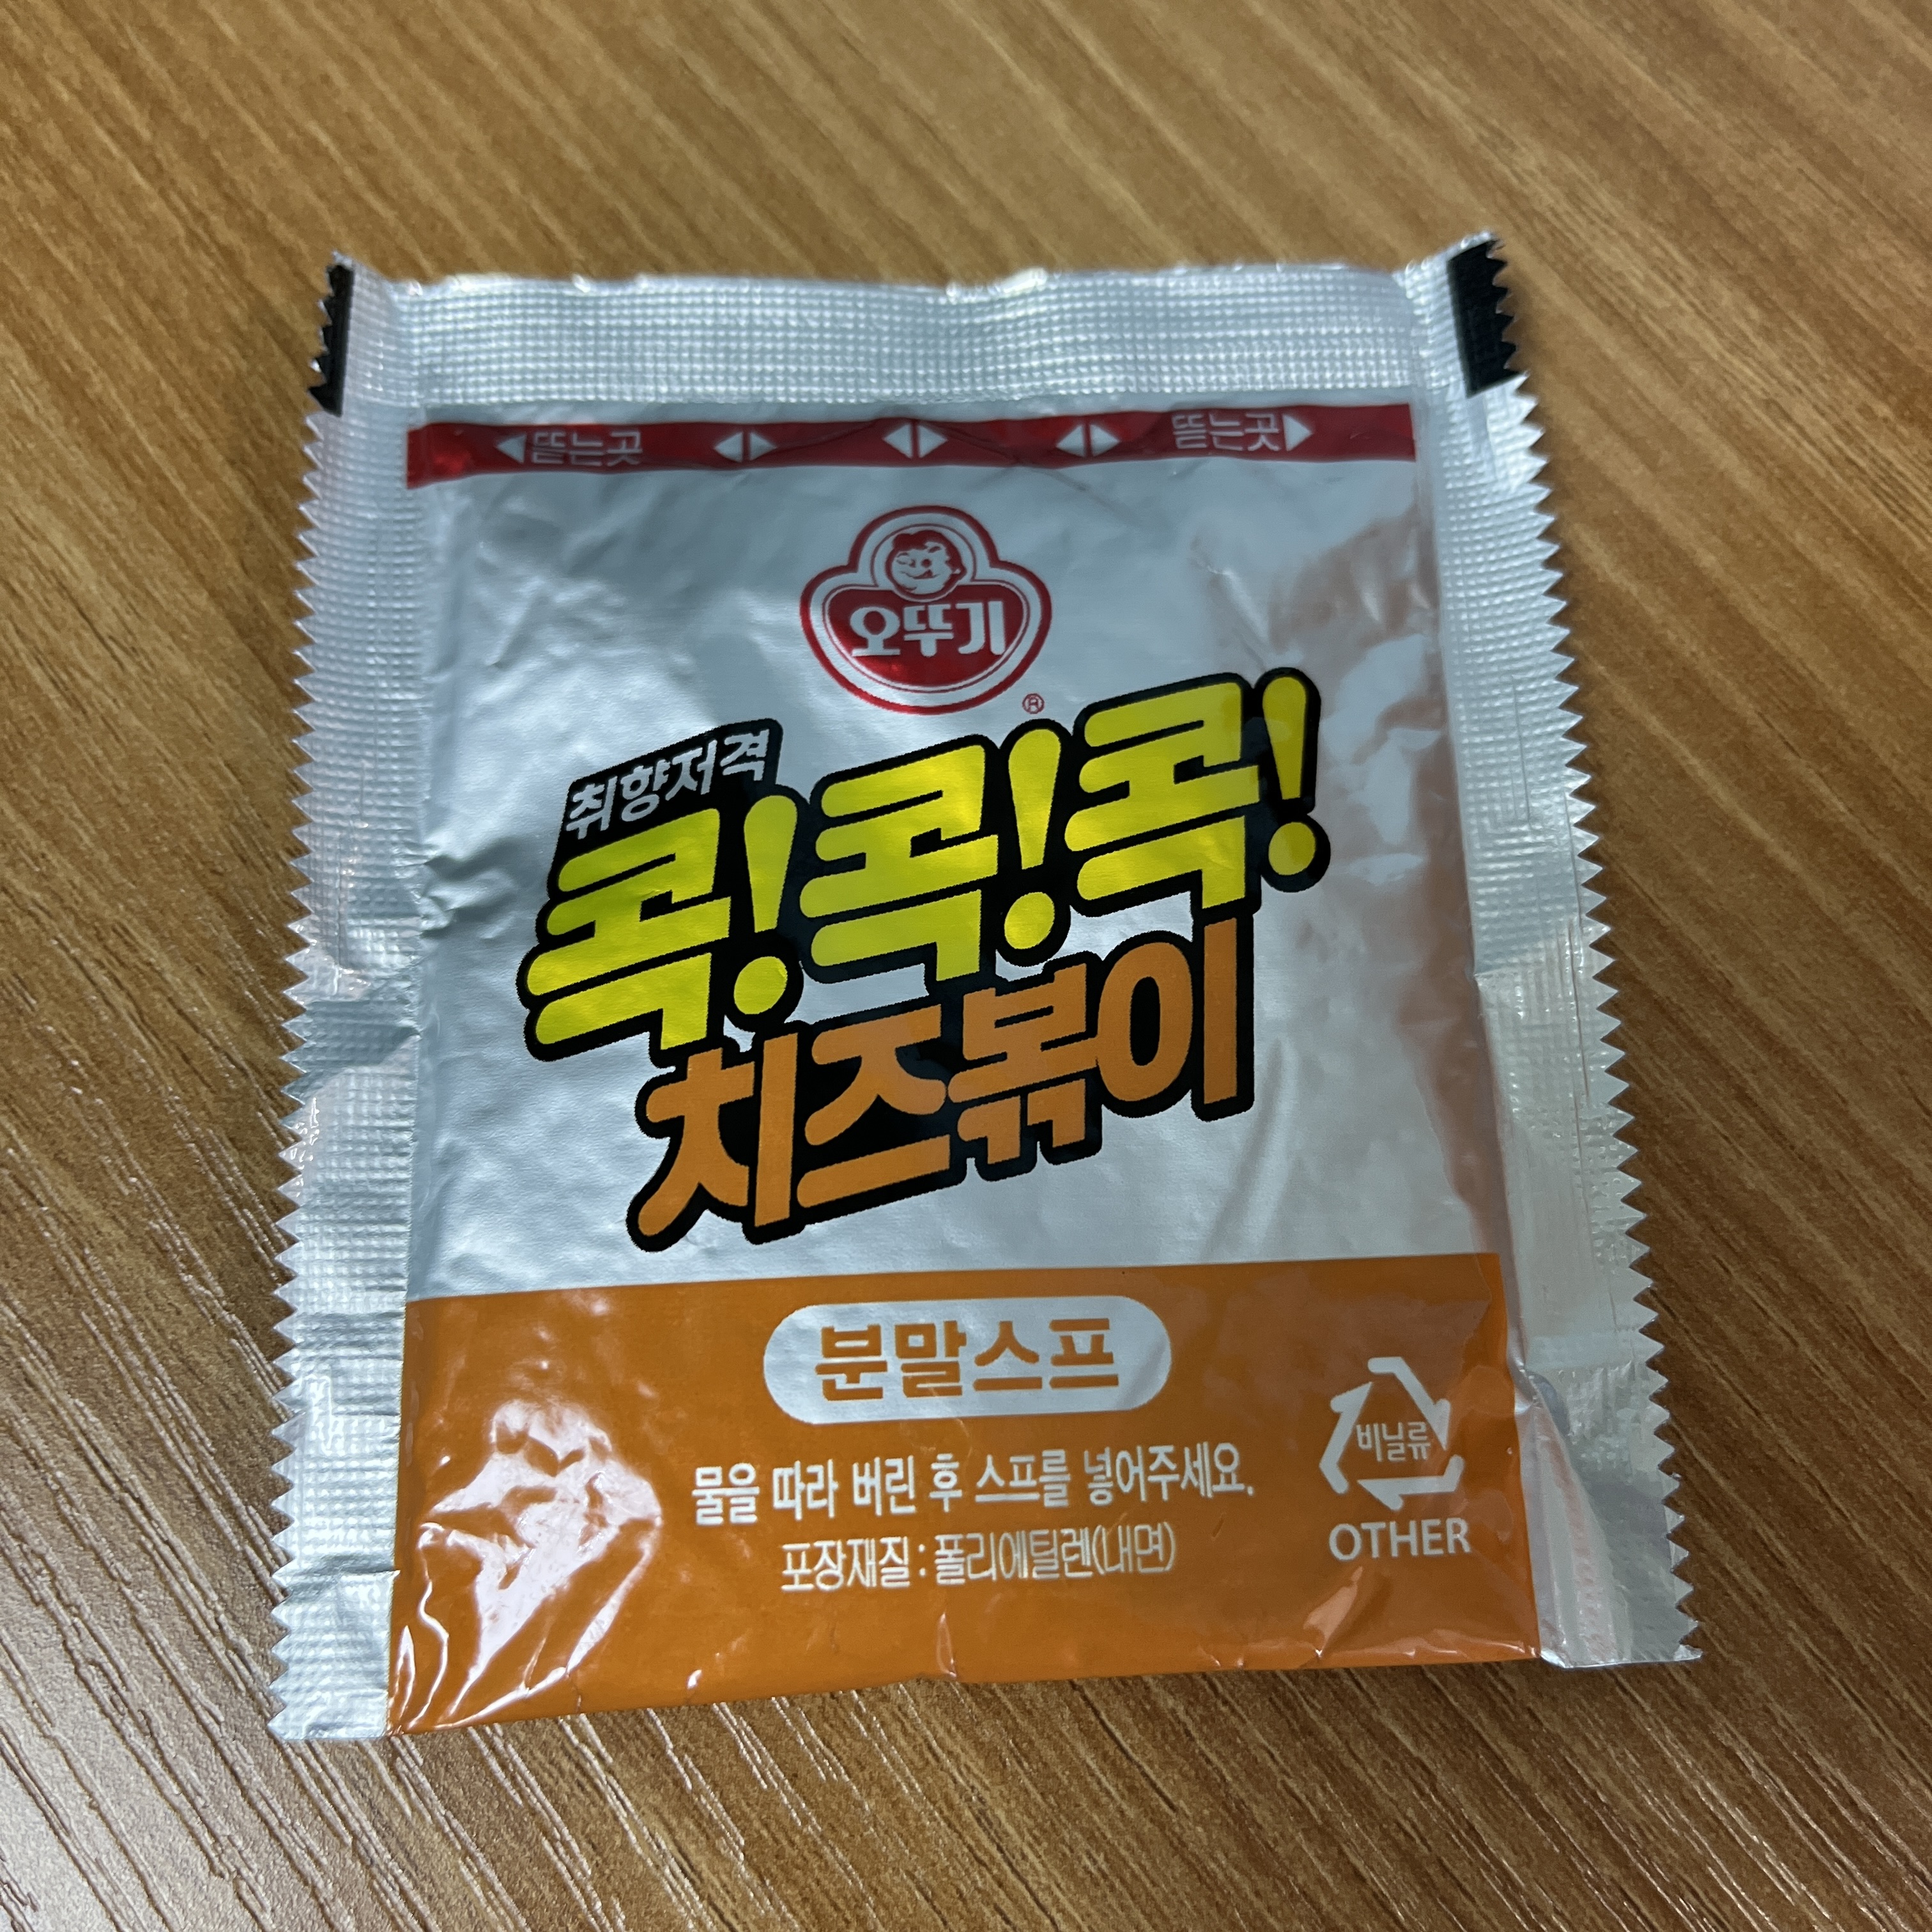 뜯는곳 뜯는곳
오뚜기
®
취향저격
콕!콕!콕!
치즈볶이
분말스프
물을 따라 버린 후 스프를 넣어주세요.
포장재질 : 폴리에틸렌(내면)
비닐류
OTHER